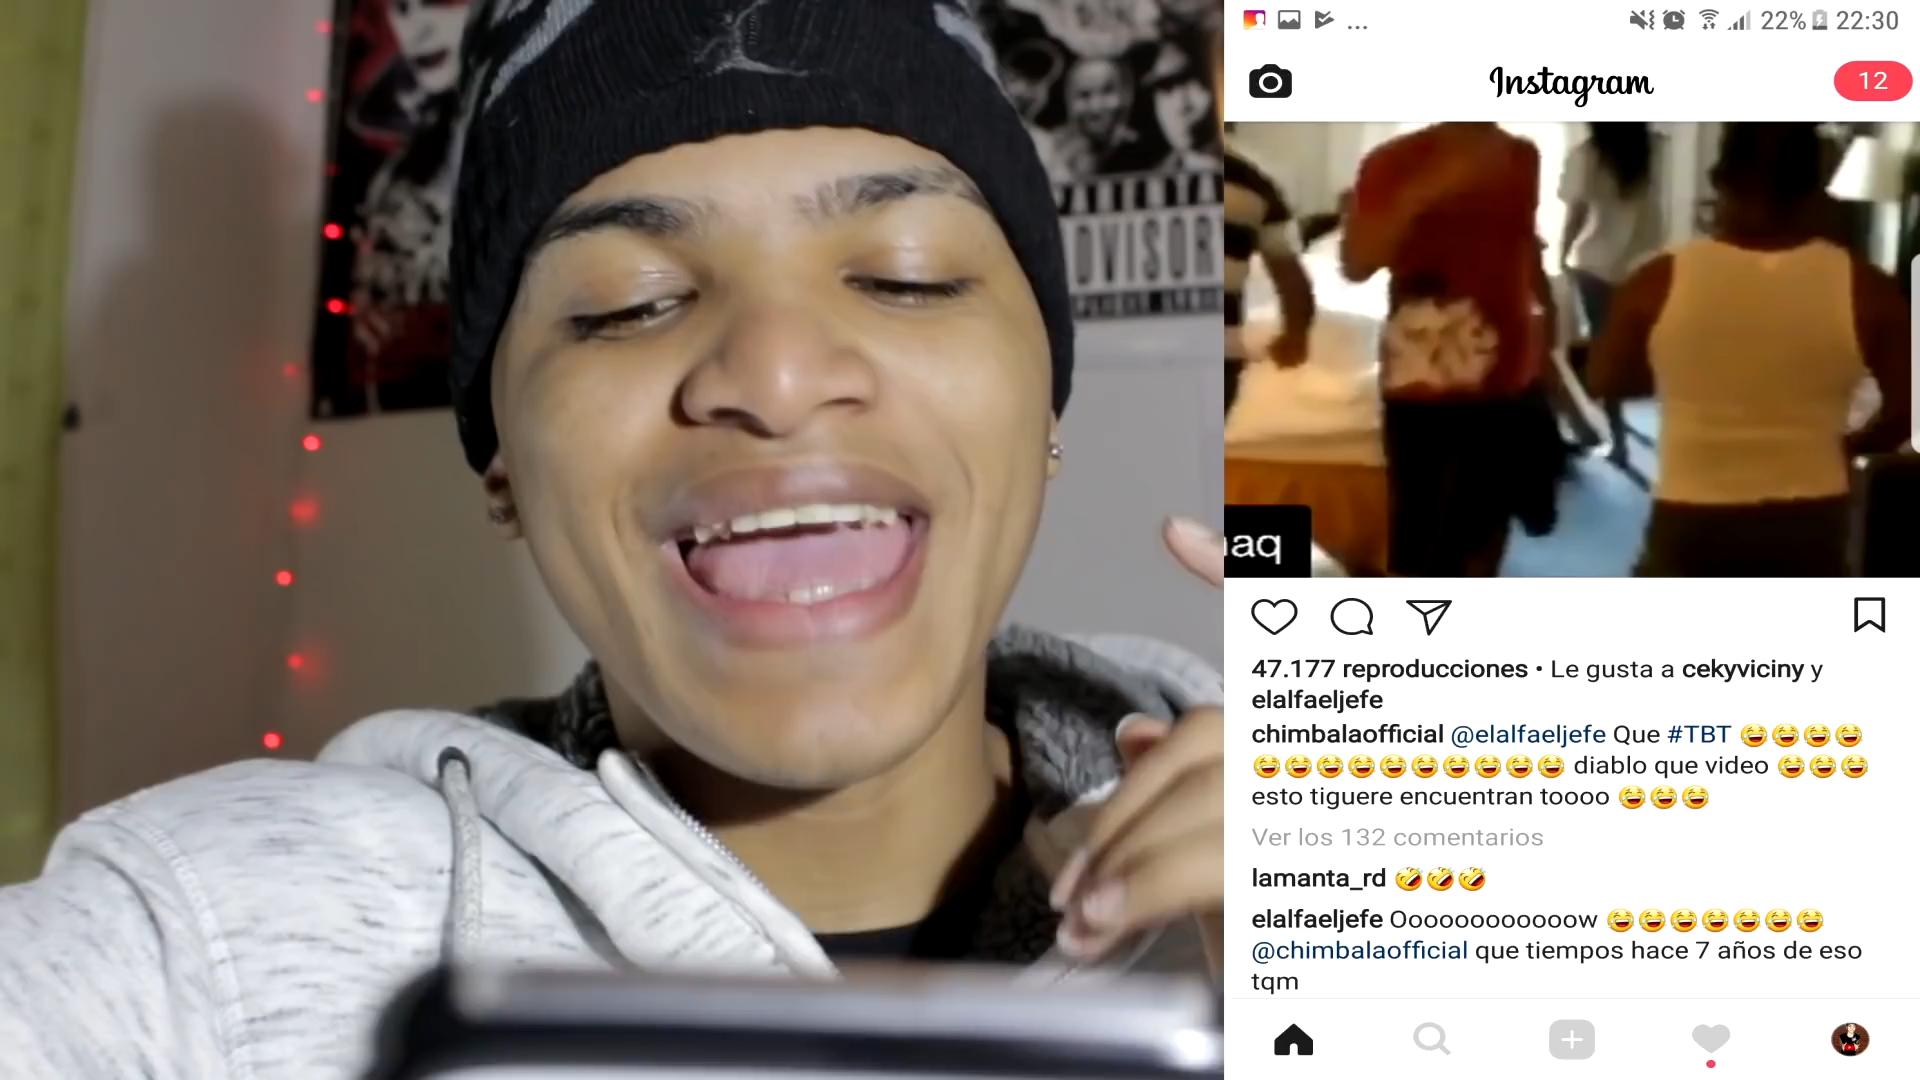 ADVISORY
... 22% 22:30
Instagram
12
aq
47.177 reproducciones • Le gusta a cekyviciny y
elalfaeljefe
chimbalaofficial @elalfaeljefe Que #TBT 😂😂😂😂
😂😂😂😂😂😂😂😂😂😂 diablo que video 😂😂😂
esto tiguere encuentran toooo 😂😂😂
Ver los 132 comentarios
lamanta_rd 🤣🤣🤣
elalfaeljefe Oooooooooooow 😂😂😂😂😂😂😂
@chimbalaofficial que tiempos hace 7 años de eso
tqm